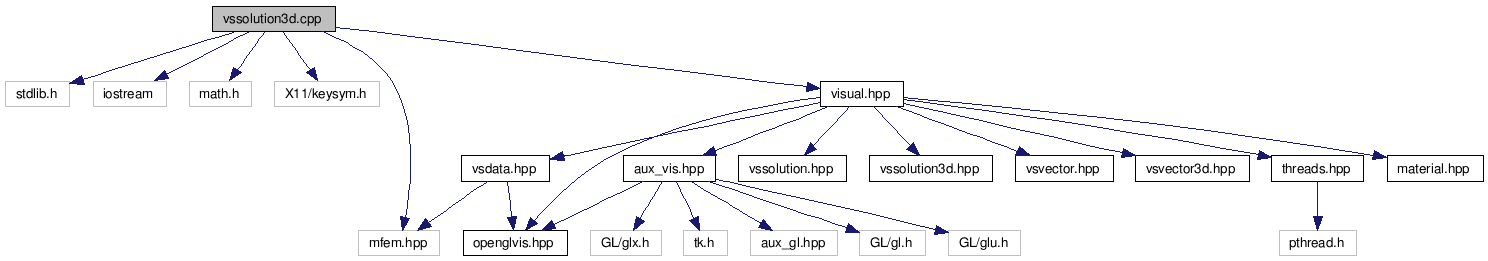 vssolution3d.cpp
stdlib.h
iostream
math.h
X11/keysym.h
visual.hpp
vsdata.hpp
aux_vis.hpp
vssolution.hpp
vssolution3d.hpp
vsvector.hpp
vsvector3d.hpp
threads.hpp
material.hpp
mfem.hpp
openglvis.hpp
GL/glx.h
tk.h
aux_gl.hpp
GL/gl.h
GL/glu.h
pthread.h